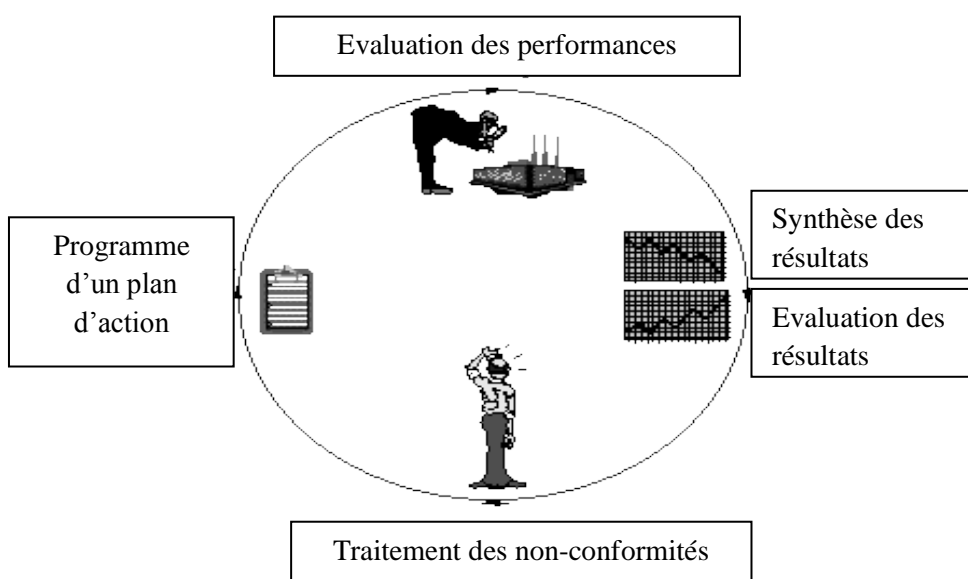 Evaluation des performances
Synthèse des
résultats
Evaluation des
résultats
Traitement des non-conformités
Programme
d’un plan
d’action